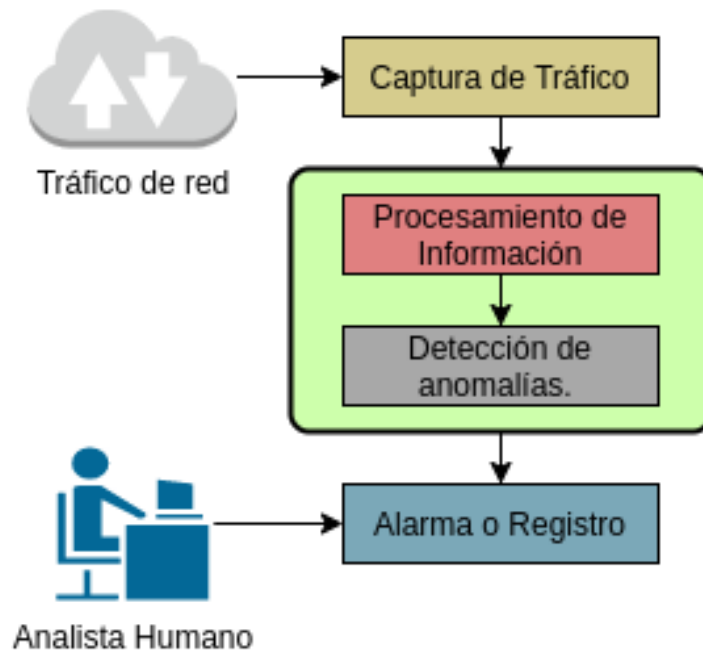 Captura de Tráfico
Tráfico de red
Procesamiento de
Información
Detección de
anomalías.
Alarma o Registro
Analista Humano